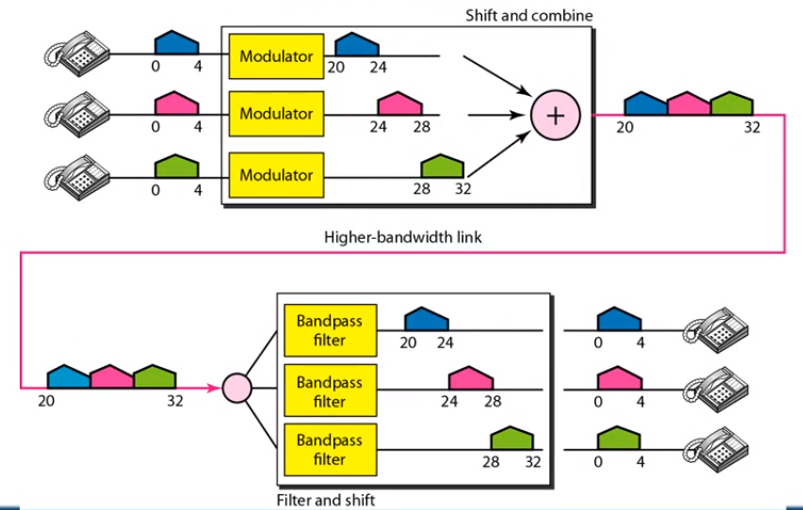 Shift and combine
0 4 Modulator 20 24
0 4 Modulator 24 28 + 20 32
0 4 Modulator 28 32
Higher-bandwidth link
Bandpass
filter 20 24 0 4
20 32
Bandpass
filter 24 28 0 4
Bandpass
filter 28 32 0 4
Filter and shift